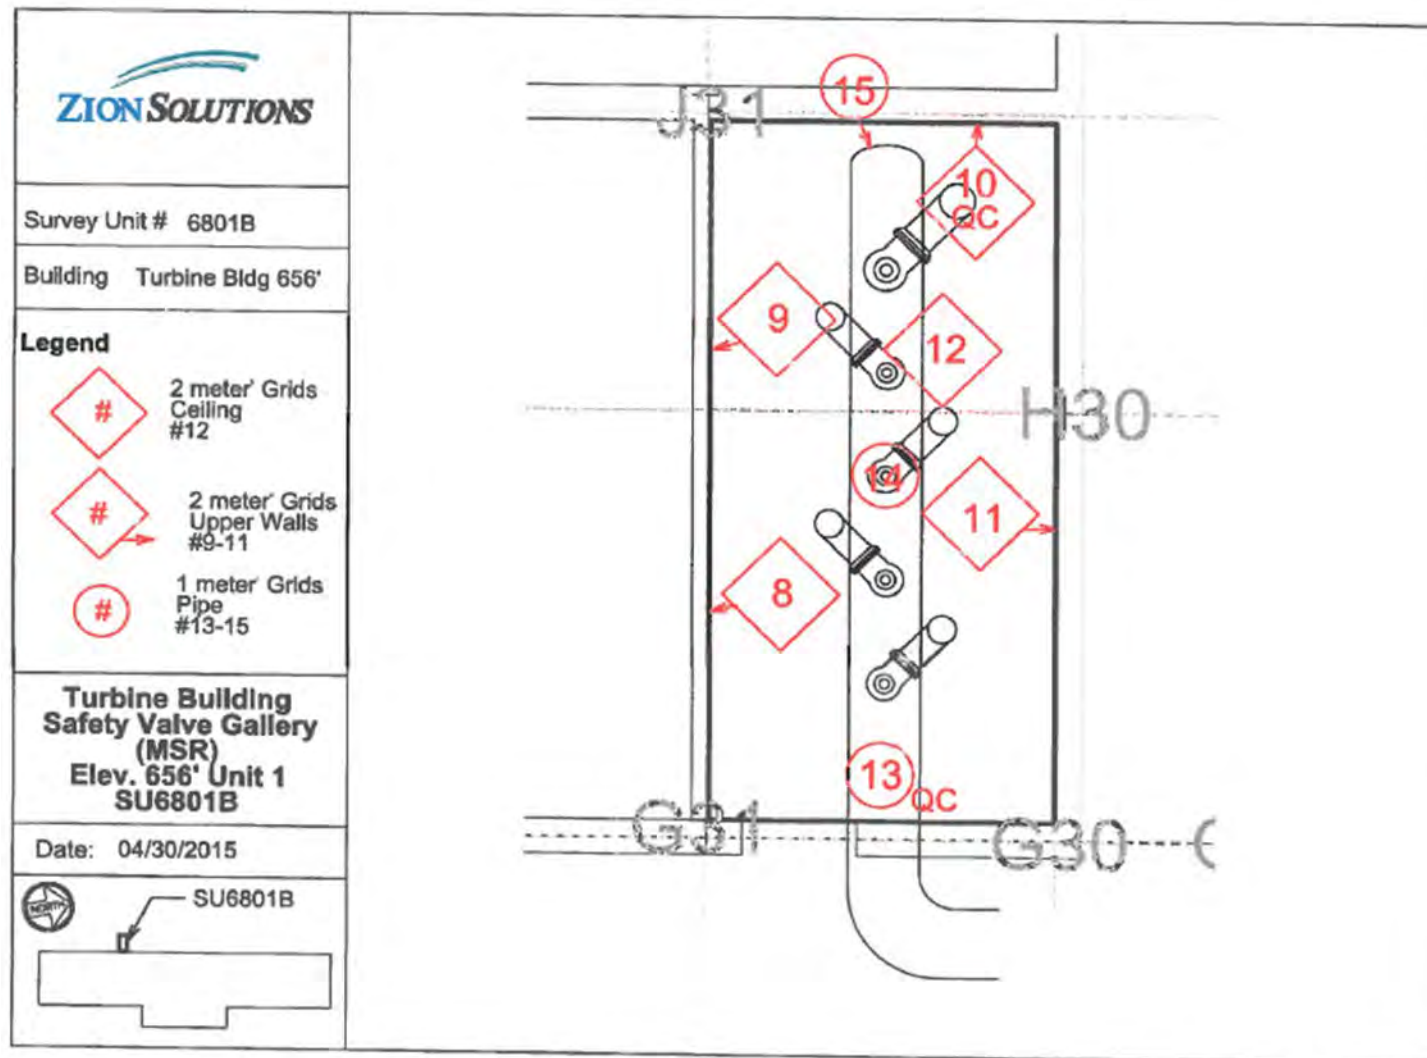 ZIONSOLUTIONS
Survey Unit # 6801B
Building Turbine Bldg 656'
Legend
#
2 meter' Grids
Ceiling
#12
#
2 meter' Grids
Upper Walls
#9-11
#
1 meter' Grids
Pipe
#13-15
Turbine Building
Safety Valve Gallery
(MSR)
Elev. 656' Unit 1
SU6801B
Date: 04/30/2015
NORTH
SU6801B
15
J31
10
QC
9
12
H30
14
11
8
13
QC
G31
G30